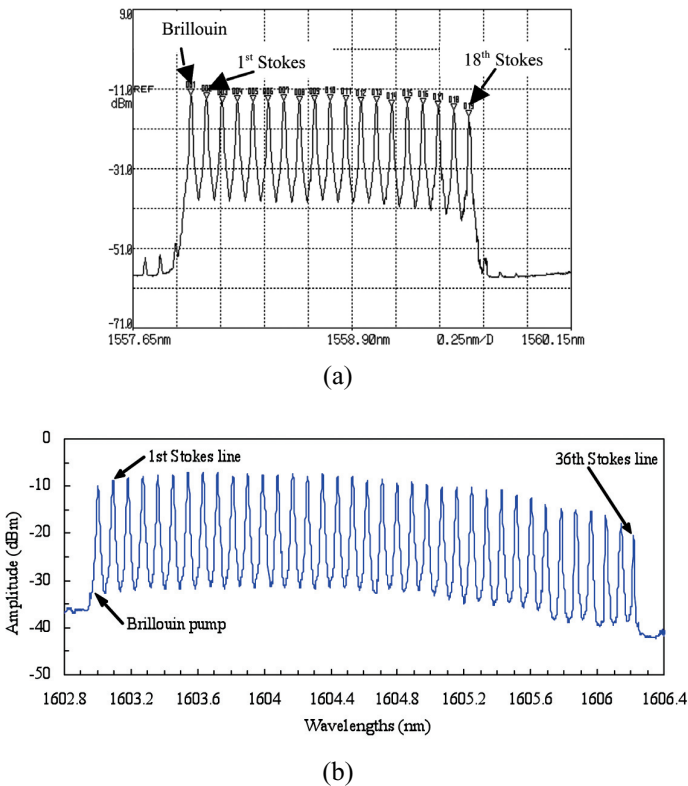 9.0
Brillouin
1st Stokes
18th Stokes
-11.0 REF
dBm
-31.0
-51.0
-71.0
1557.65nm 1558.90nm 0.25nm/D 1560.15nm
(a)
0
1st Stokes line
36th Stokes line
-10
-20
Amplitude (dBm)
-30
Brillouin pump
-40
-50
1602.8 1603.2 1603.6 1604 1604.4 1604.8 1605.2 1605.6 1606 1606.4
Wavelengths (nm)
(b)